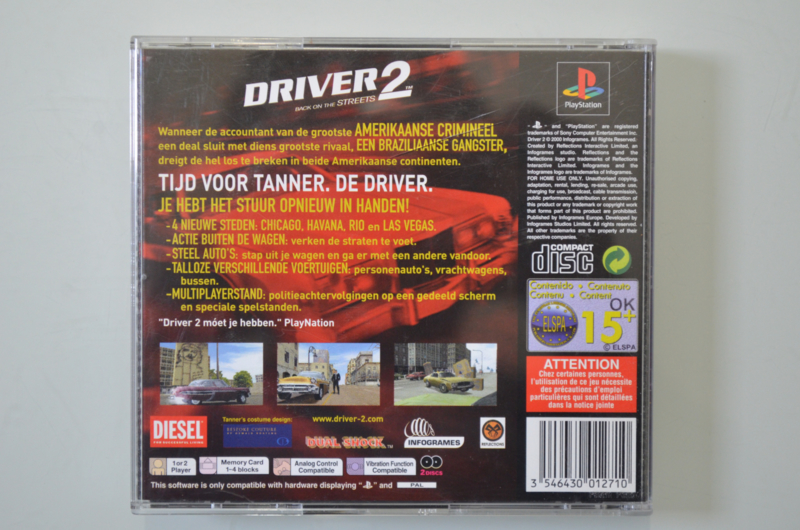 DRIVER 2™
BACK ON THE STREETS
Wanneer de accountant van de grootste AMERIKAANSE CRIMINEEL
een deal sluit met diens grootste rivaal, EEN BRAZILIAANSE GANGSTER,
dreigt de hel los te breken in beide Amerikaanse continenten.
TIJD VOOR TANNER. DE DRIVER.
JE HEBT HET STUUR OPNIEUW IN HANDEN!
- 4 NIEUWE STEDEN: CHICAGO, HAVANA, RIO en LAS VEGAS.
- ACTIE BUITEN DE WAGEN: verken de straten te voet.
- STEEL AUTO'S: stap uit je wagen en ga er met een andere vandoor.
- TALLOZE VERSCHILLENDE VOERTUIGEN: personenauto's, vrachtwagens,
bussen.
- MULTIPLAYERSTAND: politieachtervolgingen op een gedeeld scherm
en speciale spelstanden.
"Driver 2 móet je hebben." PlayNation
DIESEL
FOR SUCCESSFUL LIVING
Tanner's costume design:
www.driver-2.com
DUAL SHOCK™
INFOGRAMES
REFLECTIONS
1 or 2
Player
Memory Card
1-4 blocks
Analog Control
Compatible
Vibration Function
Compatible
2 DISCS
This software is only compatible with hardware displaying "PS" and PAL
PlayStation
"PS" and "PlayStation" are registered
trademarks of Sony Computer Entertainment Inc.
Driver 2 © 2000 Infogrames. All Rights Reserved.
Created by Reflections Interactive Limited, an
Infogrames studio. Reflections and the
Reflections logo are trademarks of Reflections
Interactive Limited. Infogrames and the
Infogrames logo are trademarks of Infogrames.
FOR HOME USE ONLY. Unauthorised copying,
adaptation, rental, lending, re-sale, arcade use,
charging for use, broadcast, cable transmission,
public performance, distribution or extraction of
this product or any trademark or copyright work
that forms part of this product are prohibited.
Published by Infogrames Europe. Developed by
Infogrames Studios Limited. All rights reserved.
All other trademarks are the property of their
respective companies.
COMPACT
disc
Contenido • Contenuto
Contenu • Content
ELSPA
OK
15+
© ELSPA
ATTENTION
Chez certaines personnes,
l'utilisation de ce jeu nécessite
des précautions d'emploi
particulières qui sont détaillées
dans la notice jointe
3 546430 012710